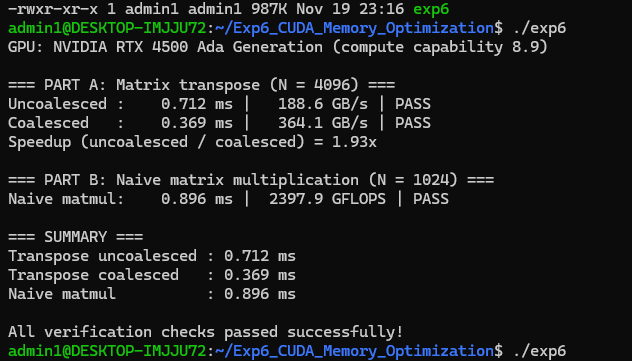 -rwxr-xr-x 1 admin1 admin1 987K Nov 19 23:16 exp6
admin1@DESKTOP-IMJJU72:~/Exp6_CUDA_Memory_Optimization$ ./exp6
GPU: NVIDIA RTX 4500 Ada Generation (compute capability 8.9)

=== PART A: Matrix transpose (N = 4096) ===
Uncoalesced :    0.712 ms |   188.6 GB/s | PASS
Coalesced   :    0.369 ms |   364.1 GB/s | PASS
Speedup (uncoalesced / coalesced) = 1.93x

=== PART B: Naive matrix multiplication (N = 1024) ===
Naive matmul:    0.896 ms |  2397.9 GFLOPS | PASS

=== SUMMARY ===
Transpose uncoalesced : 0.712 ms
Transpose coalesced   : 0.369 ms
Naive matmul          : 0.896 ms

All verification checks passed successfully!
admin1@DESKTOP-IMJJU72:~/Exp6_CUDA_Memory_Optimization$ ./exp6